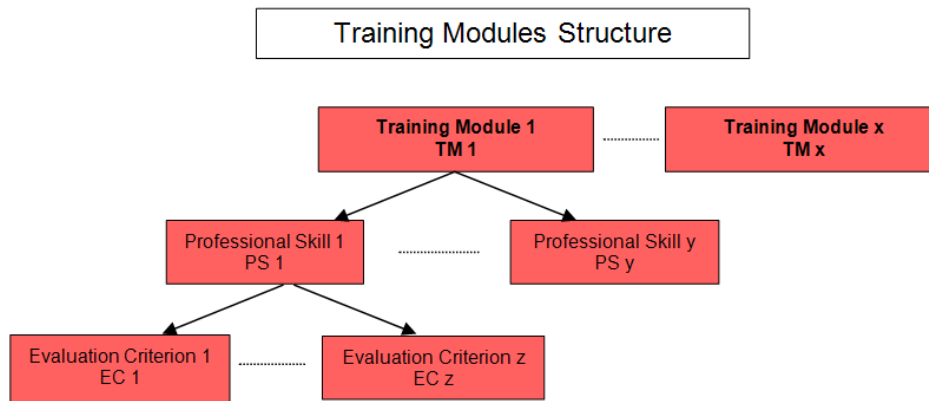 Training Modules Structure
Training Module 1
TM 1
Training Module x
TM x
Professional Skill 1
PS 1
Professional Skill y
PS y
Evaluation Criterion 1
EC 1
Evaluation Criterion z
EC z